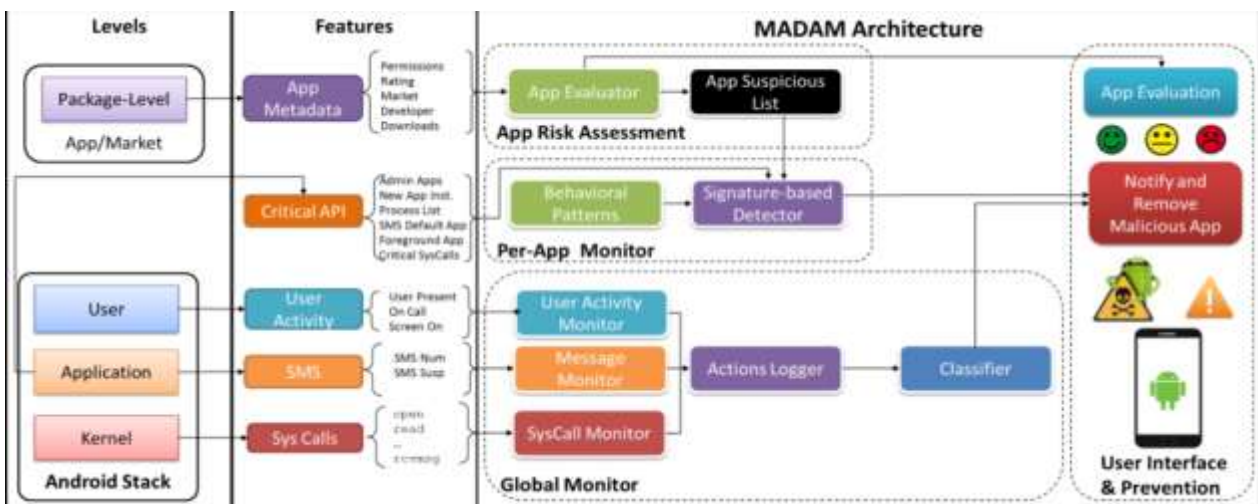 Levels
Features
MADAM Architecture
Package-Level
App/Market
App
Metadata
Permissions
Rating
Market
Developer
Downloads
App Evaluator
App Suspicious
List
App Risk Assessment
App Evaluation
Critical API
Admin Apps
New App Inst.
Process List
SMS Default App
Foreground App
Critical SysCalls
Behavioral
Patterns
Signature-based
Detector
Per-App Monitor
Notify and
Remove
Malicious App
User
Application
Kernel
Android Stack
User
Activity
User Present
On Call
Screen On
SMS
SMS Num
SMS Susp
Sys Calls
open
read
..
User Activity
Monitor
Message
Monitor
SysCall Monitor
Actions Logger
Classifier
Global Monitor
User Interface
& Prevention